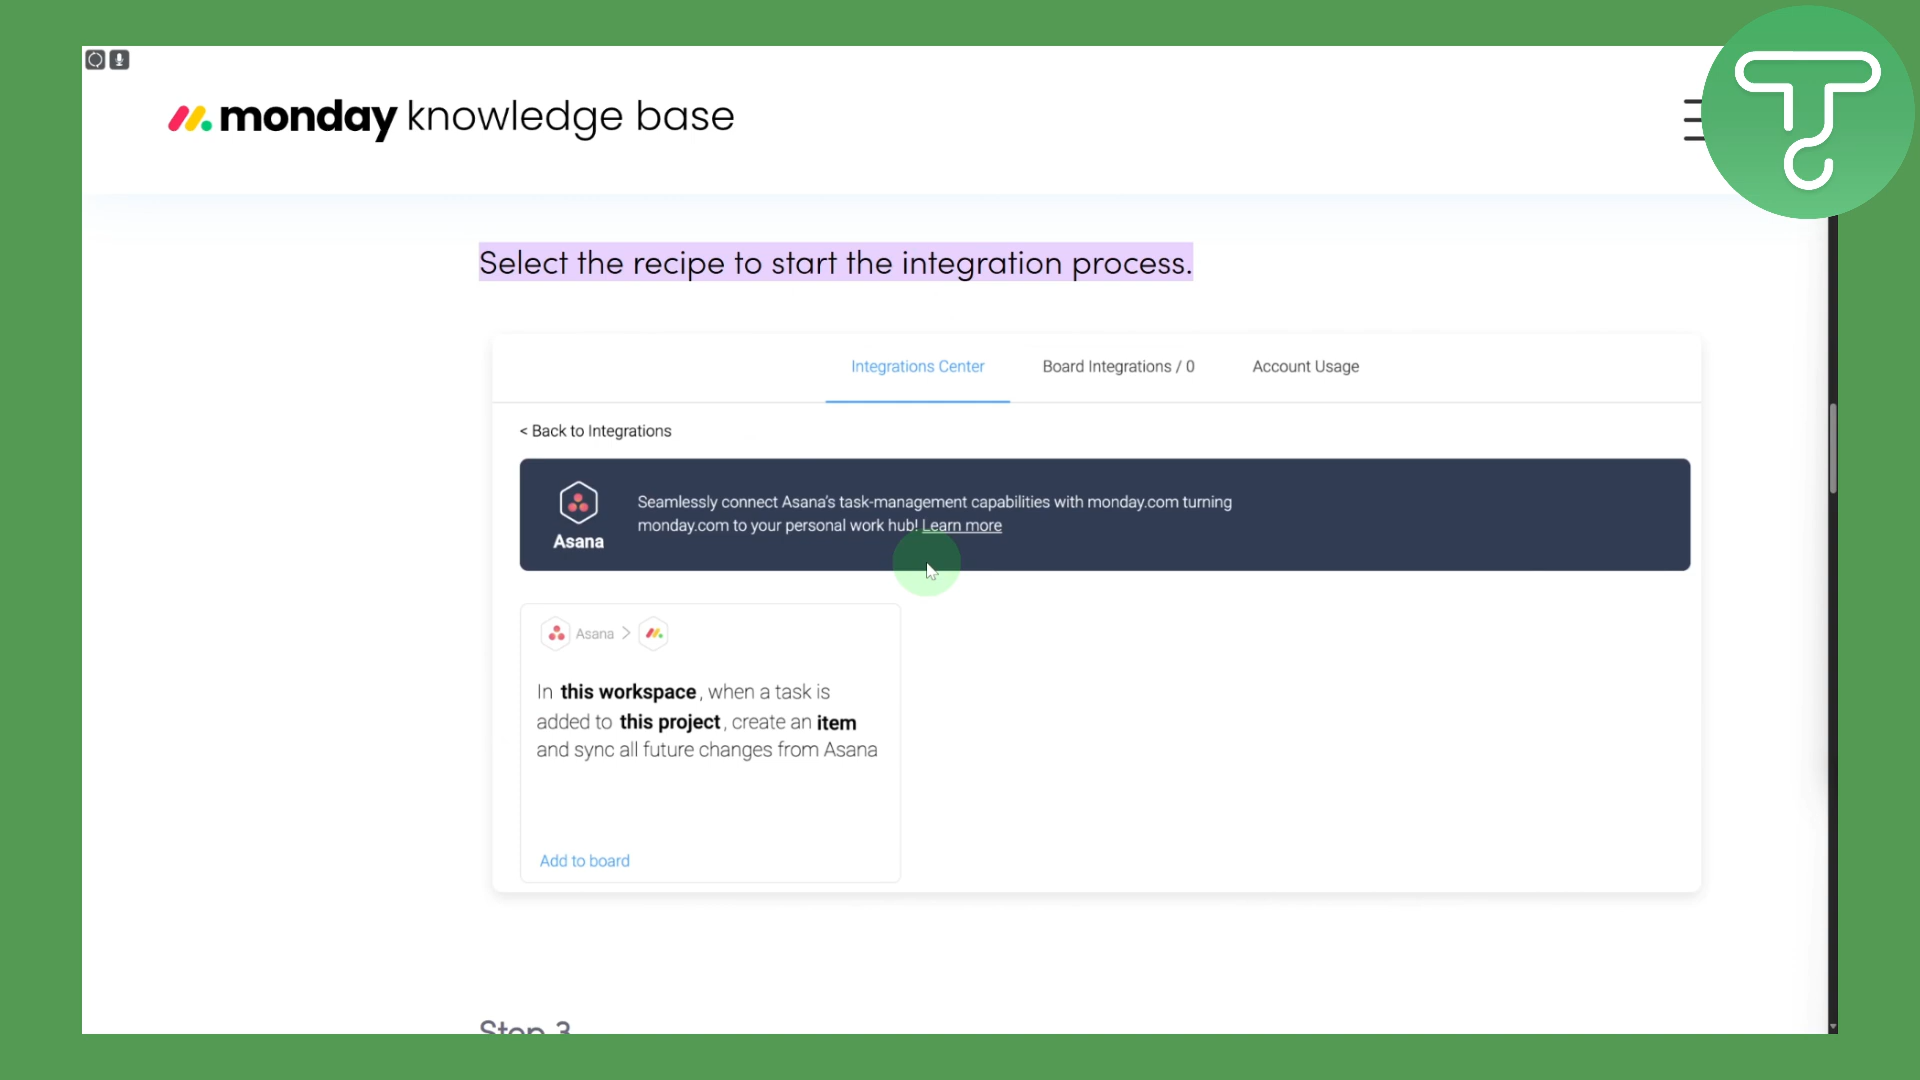 monday knowledge base
Select the recipe to start the integration process.
Integrations Center
Board Integrations / 0
Account Usage
< Back to Integrations
Seamlessly connect Asana's task-management capabilities with monday.com turning
monday.com to your personal work hub! Learn more
Asana
Asana >
In this workspace, when a task is
added to this project, create an item
and sync all future changes from Asana
Add to board
Step 3